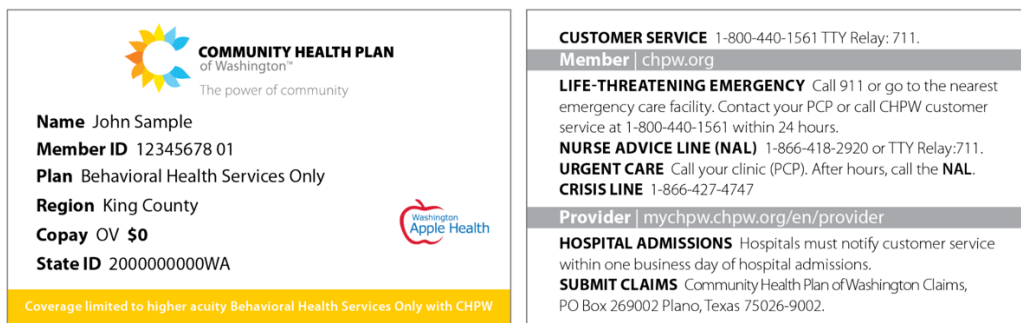 COMMUNITY HEALTH PLAN
of Washington™
The power of community
Name John Sample
Member ID 12345678 01
Plan Behavioral Health Services Only
Region King County
Copay OV $0
State ID 2000000000WA
Washington
Apple Health
Coverage limited to higher acuity Behavioral Health Services Only with CHPW
CUSTOMER SERVICE 1-800-440-1561 TTY Relay: 711.
Member | chpw.org
LIFE-THREATENING EMERGENCY Call 911 or go to the nearest
emergency care facility. Contact your PCP or call CHPW customer
service at 1-800-440-1561 within 24 hours.
NURSE ADVICE LINE (NAL) 1-866-418-2920 or TTY Relay:711.
URGENT CARE Call your clinic (PCP). After hours, call the NAL.
CRISIS LINE 1-866-427-4747
Provider | mychpw.chpw.org/en/provider
HOSPITAL ADMISSIONS Hospitals must notify customer service
within one business day of hospital admissions.
SUBMIT CLAIMS Community Health Plan of Washington Claims,
PO Box 269002 Plano, Texas 75026-9002.